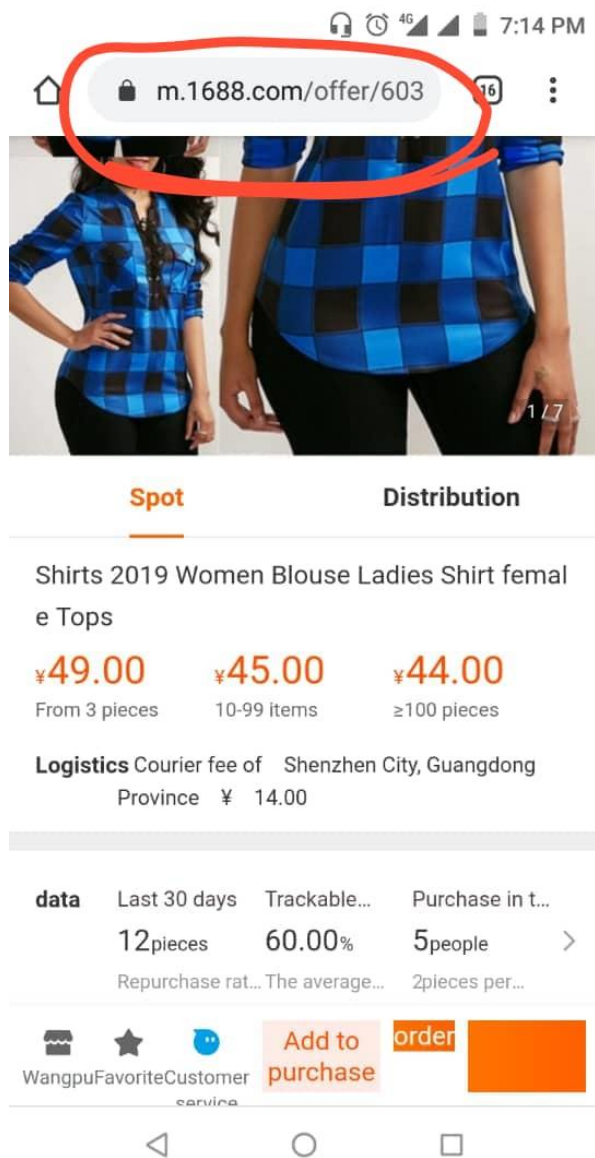 4G 7:14 PM
m.1688.com/offer/603 16
1/7
Spot Distribution
Shirts 2019 Women Blouse Ladies Shirt femal
e Tops
¥49.00 ¥45.00 ¥44.00
From 3 pieces 10-99 items ≥100 pieces
Logistics Courier fee of Shenzhen City, Guangdong
Province ¥ 14.00
data Last 30 days Trackable... Purchase in t...
12pieces 60.00% 5people
Repurchase rat... The average... 2pieces per...
Add to order
purchase
Wangpu Favorite Customer
service